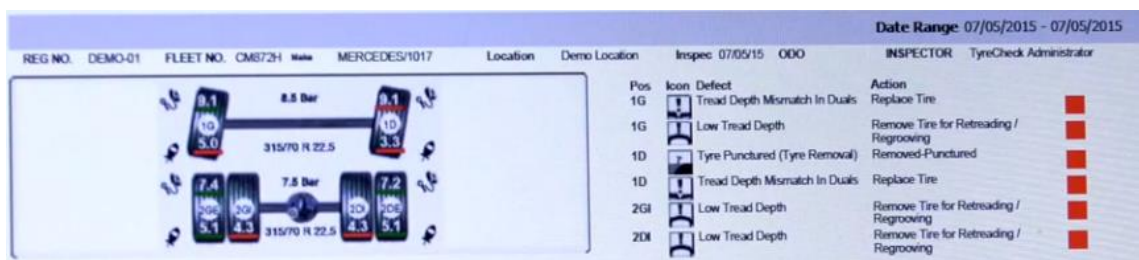 Date Range 07/05/2015 - 07/05/2015
REG NO. DEMO-01 FLEET NO. CM872H Make MERCEDES/1017 Location Demo Location Inspec 07/05/15 ODO INSPECTOR TyreCheck Administrator
9.1 8.5 Bar 9.1
1G 1D
5.0 315/70 R 22.5 3.3
7.4 7.5 Bar 7.2
2GE 2GI 2DI 2DE
5.1 4.3 315/70 R 22.5 4.3 5.1
Pos Icon Defect Action
1G Tread Depth Mismatch In Duals Replace Tire
1G Low Tread Depth Remove Tire for Retreading /
Regrooving
1D Tyre Punctured (Tyre Removal) Removed-Punctured
1D Tread Depth Mismatch In Duals Replace Tire
2GI Low Tread Depth Remove Tire for Retreading /
Regrooving
2DI Low Tread Depth Remove Tire for Retreading /
Regrooving